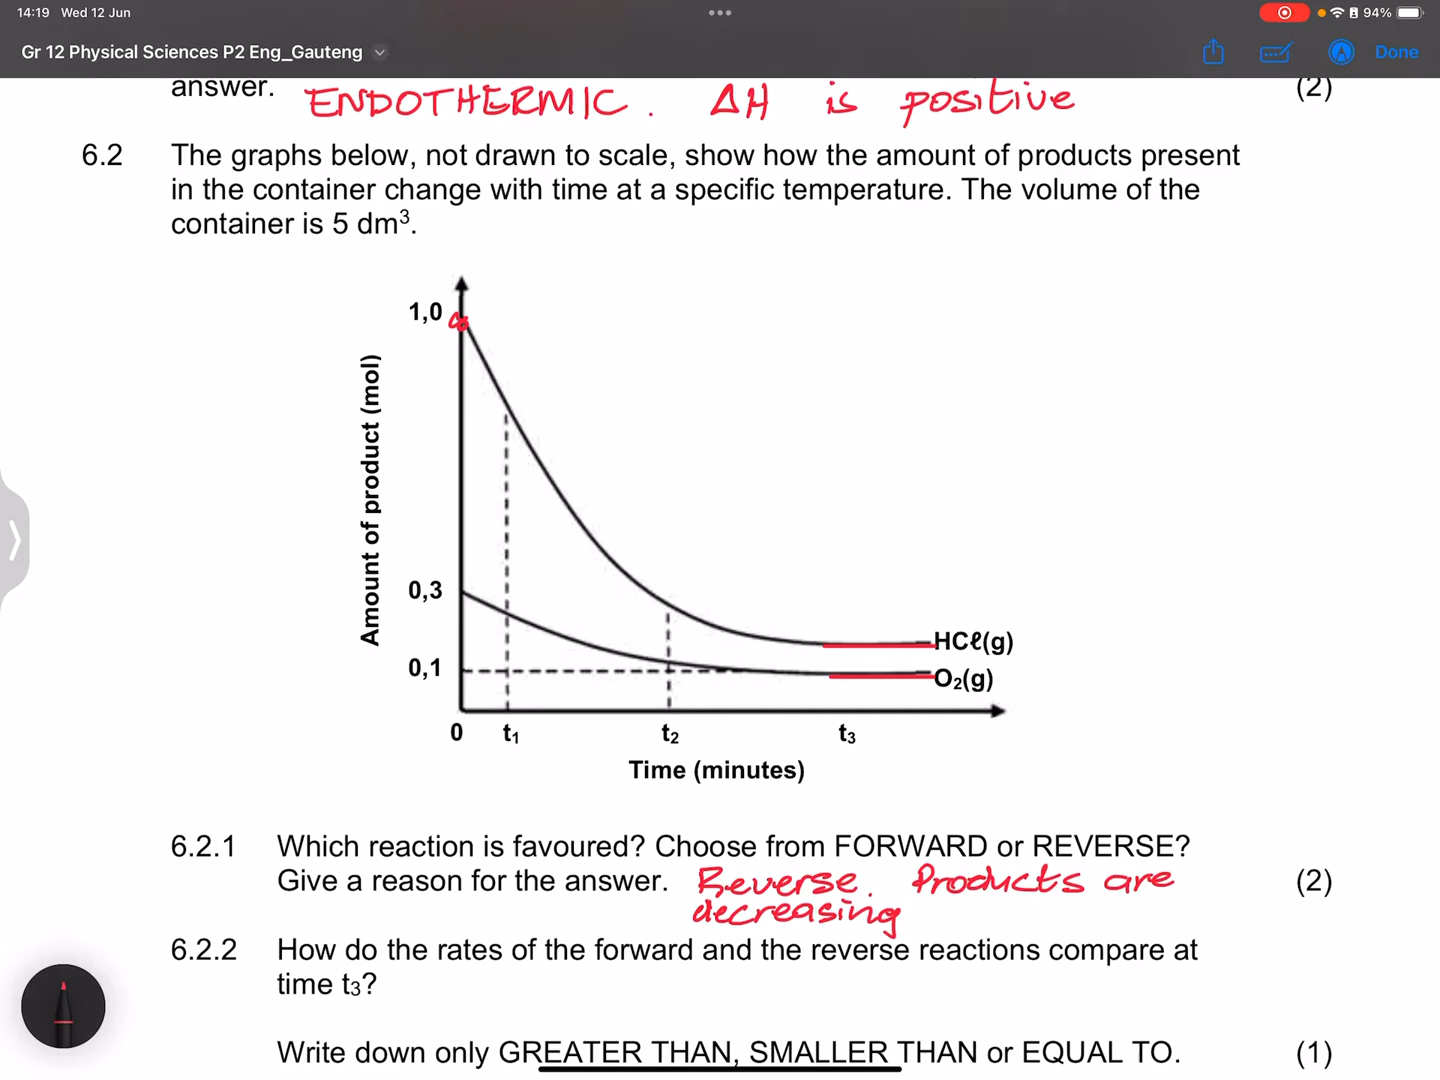 14:19 Wed 12 Jun
94%
Gr 12 Physical Sciences P2 Eng_Gauteng
Done
answer. ENDOTHERMIC. ΔH is positive (2)
6.2 The graphs below, not drawn to scale, show how the amount of products present
in the container change with time at a specific temperature. The volume of the
container is 5 dm³.
1,0
Amount of product (mol)
0,3
HCℓ(g)
0,1
O₂(g)
0 t₁ t₂ t₃
Time (minutes)
6.2.1 Which reaction is favoured? Choose from FORWARD or REVERSE?
Give a reason for the answer. Reverse. Products are (2)
decreasing
6.2.2 How do the rates of the forward and the reverse reactions compare at
time t₃?
Write down only GREATER THAN, SMALLER THAN or EQUAL TO. (1)